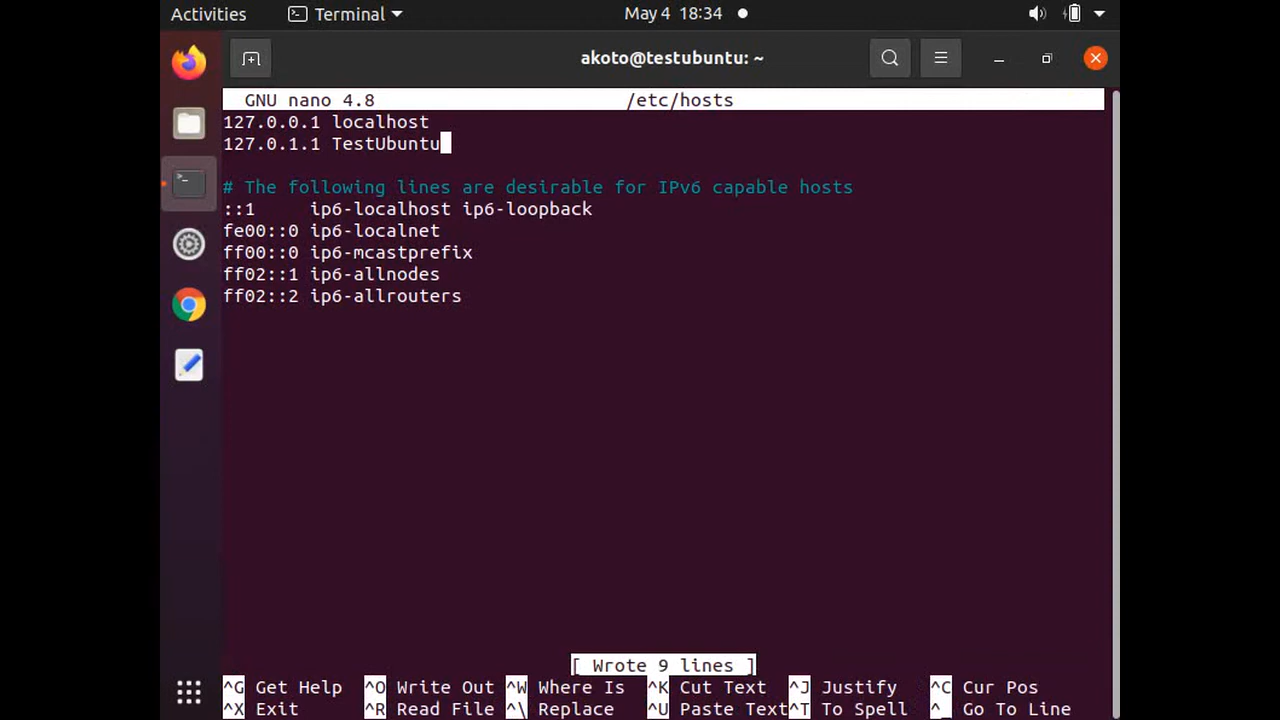 Activities Terminal May 4 18:34
akoto@testubuntu: ~
GNU nano 4.8 /etc/hosts
127.0.0.1 localhost
127.0.1.1 TestUbuntu
# The following lines are desirable for IPv6 capable hosts
::1 ip6-localhost ip6-loopback
fe00::0 ip6-localnet
ff00::0 ip6-mcastprefix
ff02::1 ip6-allnodes
ff02::2 ip6-allrouters
[ Wrote 9 lines ]
^G Get Help ^O Write Out ^W Where Is ^K Cut Text ^J Justify ^C Cur Pos
^X Exit ^R Read File ^\ Replace ^U Paste Text^T To Spell ^_ Go To Line